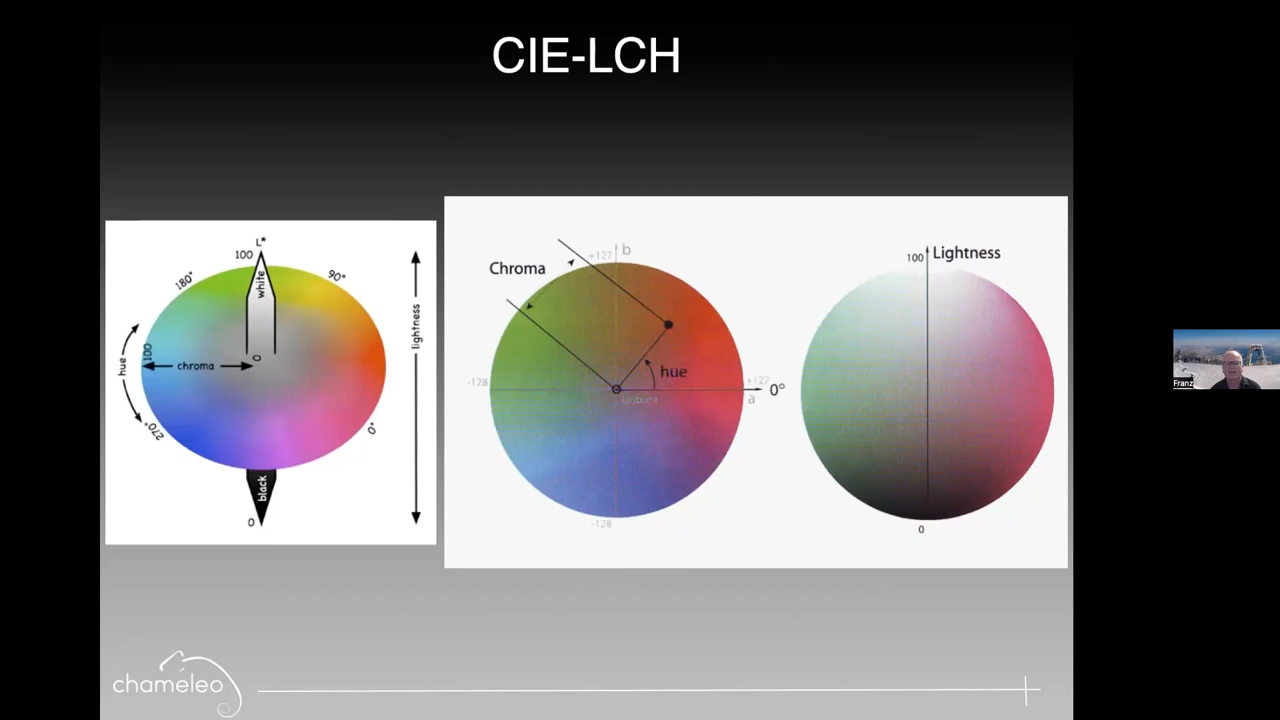 CIE-LCH
L*
100
white
180°
90°
hue
100
chroma
0
lightness
270°
0°
black
0
Chroma
+127
b
-128
hue
+127
a
0°
Unbunt
-128
100
Lightness
0
Franz
chameleo